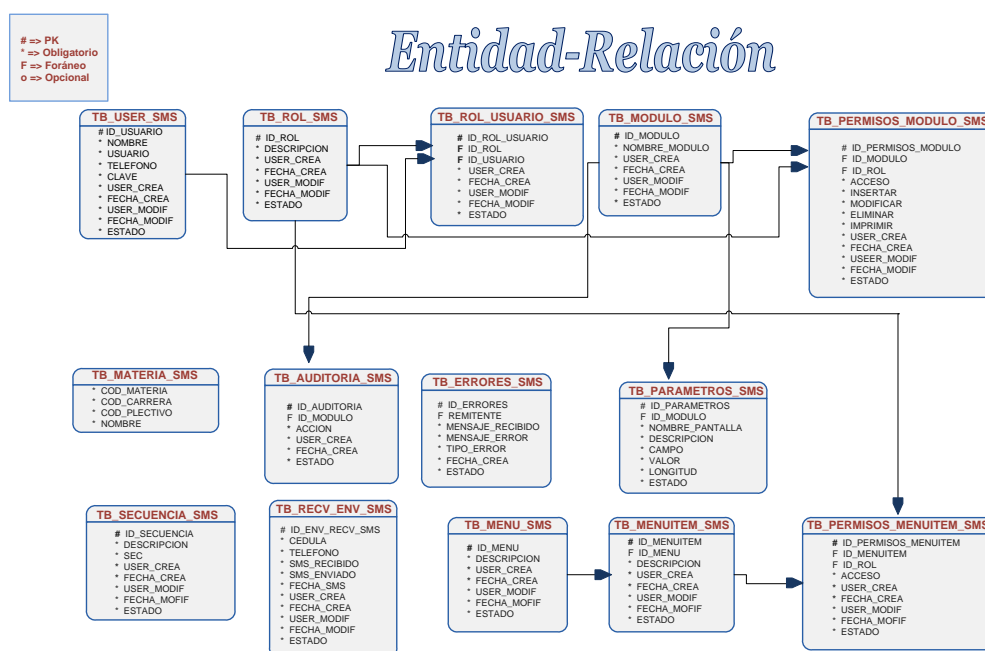 # => PK
* => Obligatorio
F => Foráneo
o => Opcional
Entidad-Relación
TB_USER_SMS
# ID_USUARIO
* NOMBRE
* USUARIO
* TELEFONO
* CLAVE
* USER_CREA
* FECHA_CREA
* USER_MODIF
* FECHA_MODIF
* ESTADO
TB_ROL_SMS
# ID_ROL
* DESCRIPCION
* USER_CREA
* FECHA_CREA
* USER_MODIF
* FECHA_MODIF
* ESTADO
TB_ROL_USUARIO_SMS
# ID_ROL_USUARIO
F ID_ROL
F ID_USUARIO
* USER_CREA
* FECHA_CREA
* USER_MODIF
* FECHA_MODIF
* ESTADO
TB_MODULO_SMS
# ID_MODULO
* NOMBRE_MODULO
* USER_CREA
* FECHA_CREA
* USER_MODIF
* FECHA_MODIF
* ESTADO
TB_PERMISOS_MODULO_SMS
# ID_PERMISOS_MODULO
F ID_MODULO
F ID_ROL
* ACCESO
* INSERTAR
* MODIFICAR
* ELIMINAR
* IMPRIMIR
* USER_CREA
* FECHA_CREA
* USEER_MODIF
* FECHA_MODIF
* ESTADO
TB_MATERIA_SMS
* COD_MATERIA
* COD_CARRERA
* COD_PLECTIVO
* NOMBRE
TB_AUDITORIA_SMS
# ID_AUDITORIA
F ID_MODULO
* ACCION
* USER_CREA
* FECHA_CREA
* ESTADO
TB_ERRORES_SMS
# ID_ERRORES
F REMITENTE
* MENSAJE_RECIBIDO
* MENSAJE_ERROR
* TIPO_ERROR
* FECHA_CREA
* ESTADO
TB_PARAMETROS_SMS
# ID_PARAMETROS
F ID_MODULO
* NOMBRE_PANTALLA
* DESCRIPCION
* CAMPO
* VALOR
* LONGITUD
* ESTADO
TB_SECUENCIA_SMS
# ID_SECUENCIA
* DESCRIPCION
* SEC
* USER_CREA
* FECHA_CREA
* USER_MODIF
* FECHA_MOFIF
* ESTADO
TB_RECV_ENV_SMS
# ID_ENV_RECV_SMS
* CEDULA
* TELEFONO
* SMS_RECIBIDO
* SMS_ENVIADO
* FECHA_SMS
* USER_CREA
* FECHA_CREA
* USER_MODIF
* FECHA_MODIF
* ESTADO
TB_MENU_SMS
# ID_MENU
* DESCRIPCION
* USER_CREA
* FECHA_CREA
* USER_MODIF
* FECHA_MOFIF
* ESTADO
TB_MENUITEM_SMS
# ID_MENUITEM
F ID_MENU
* DESCRIPCION
* USER_CREA
* FECHA_CREA
* USER_MODIF
* FECHA_MOFIF
* ESTADO
TB_PERMISOS_MENUITEM_SMS
# ID_PERMISOS_MENUITEM
F ID_MENUITEM
F ID_ROL
* ACCESO
* USER_CREA
* FECHA_CREA
* USER_MODIF
* FECHA_MOFIF
* ESTADO